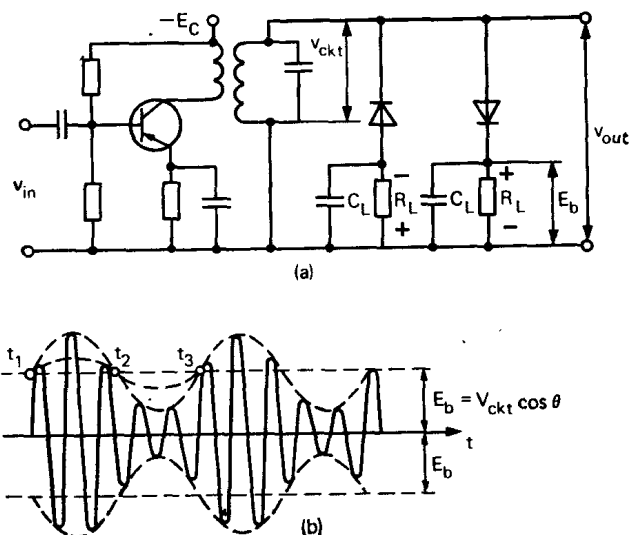 −E_C
v_ckt
v_in
v_out
−
+
C_L R_L
+
−
C_L R_L
E_b
(a)
t_1 t_2 t_3
E_b = V_ckt cos θ
t
E_b
(b)